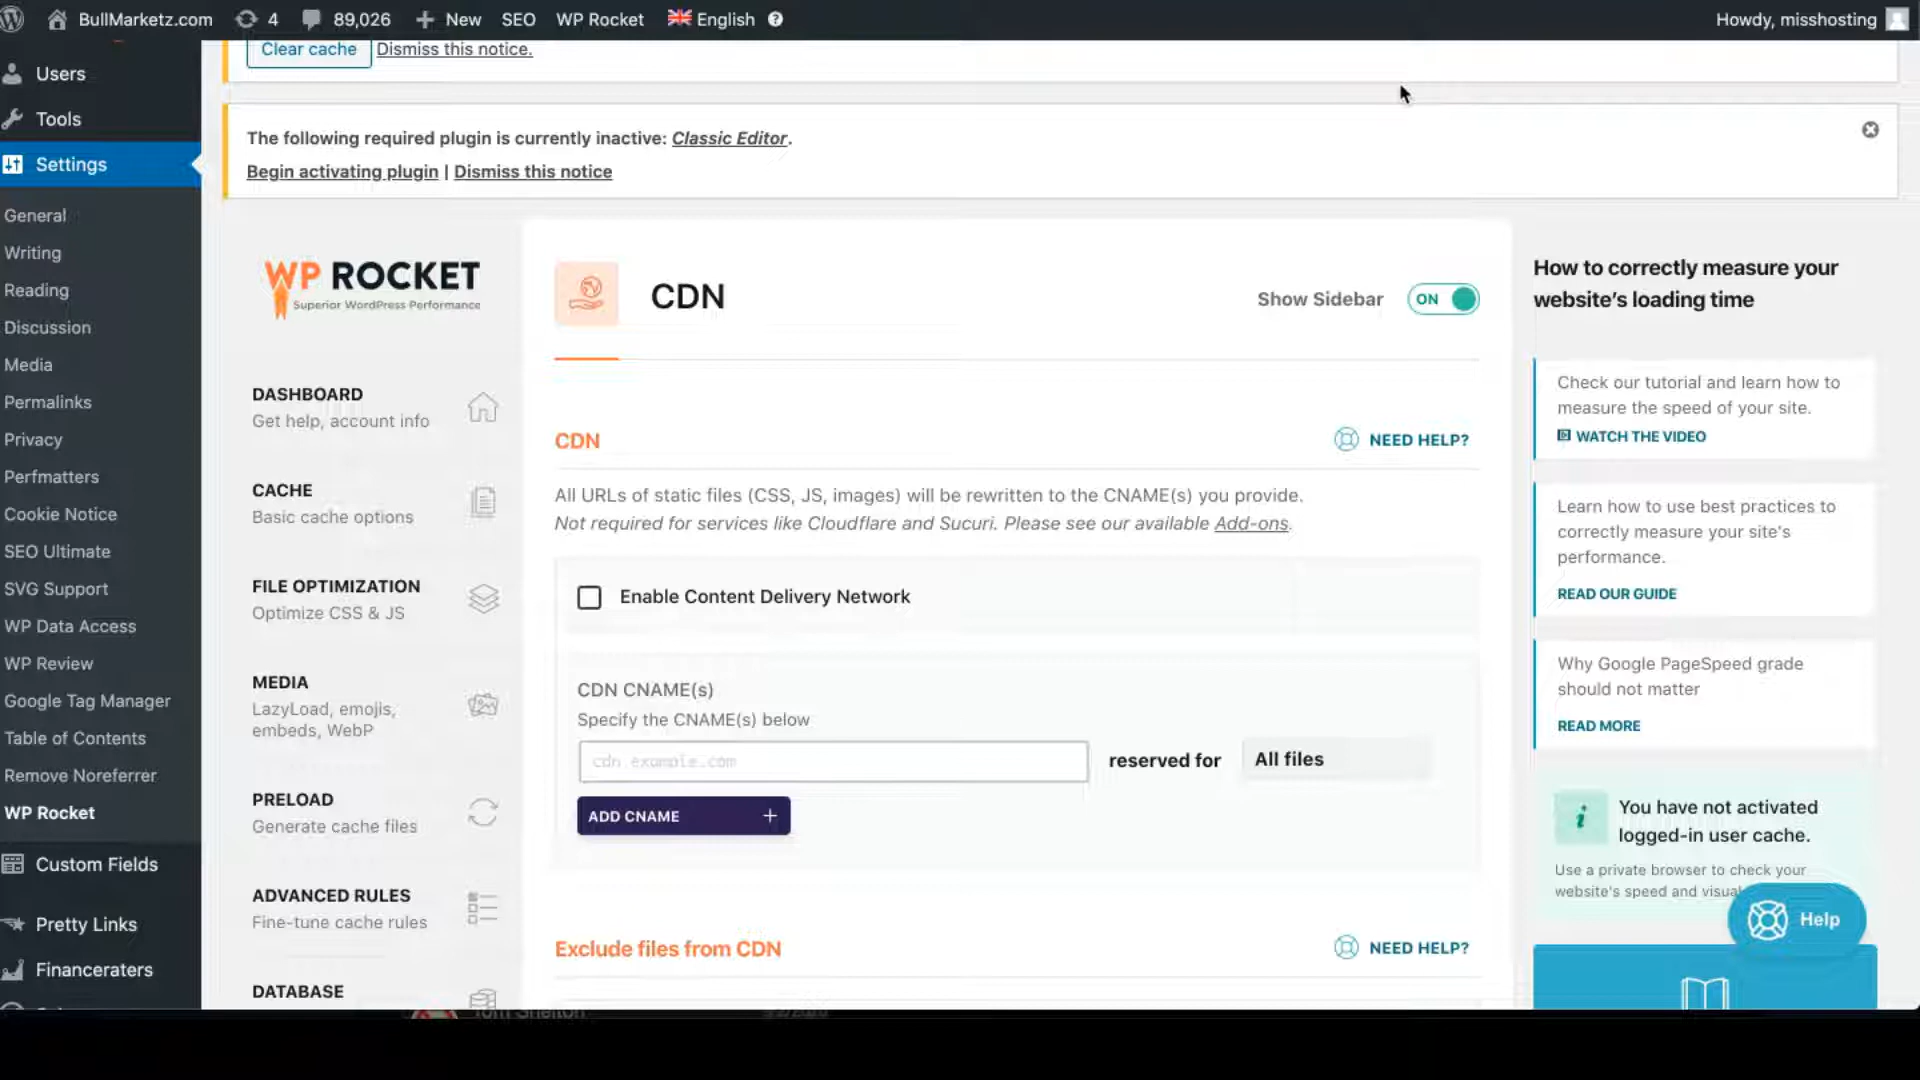 BullMarketz.com 4 89,026 New SEO WP Rocket English
Howdy, misshosting
Clear cache Dismiss this notice.
Users
Tools
Settings
General
Writing
Reading
Discussion
Media
Permalinks
Privacy
Perfmatters
Cookie Notice
SEO Ultimate
SVG Support
WP Data Access
WP Review
Google Tag Manager
Table of Contents
Remove Noreferrer
WP Rocket
Custom Fields
Pretty Links
Financeraters
The following required plugin is currently inactive: Classic Editor.
Begin activating plugin | Dismiss this notice
WP ROCKET
Superior WordPress Performance
DASHBOARD
Get help, account info
CACHE
Basic cache options
FILE OPTIMIZATION
Optimize CSS & JS
MEDIA
LazyLoad, emojis,
embeds, WebP
PRELOAD
Generate cache files
ADVANCED RULES
Fine-tune cache rules
DATABASE
CDN
Show Sidebar ON
CDN
NEED HELP?
All URLs of static files (CSS, JS, images) will be rewritten to the CNAME(s) you provide.
Not required for services like Cloudflare and Sucuri. Please see our available Add-ons.
Enable Content Delivery Network
CDN CNAME(s)
Specify the CNAME(s) below
cdn.example.com
reserved for
All files
ADD CNAME +
Exclude files from CDN
NEED HELP?
How to correctly measure your
website's loading time
Check our tutorial and learn how to
measure the speed of your site.
WATCH THE VIDEO
Learn how to use best practices to
correctly measure your site's
performance.
READ OUR GUIDE
Why Google PageSpeed grade
should not matter
READ MORE
You have not activated
logged-in user cache.
Use a private browser to check your
website's speed and visual
Help